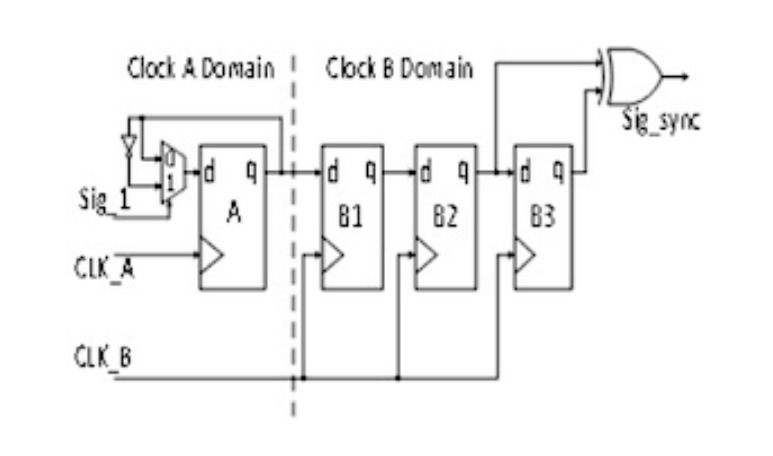 Clock A Domain
Clock B Domain
Sig_sync
0
1
d q
d q
d q
d q
Sig_1
A
B1
B2
B3
CLK_A
CLK_B